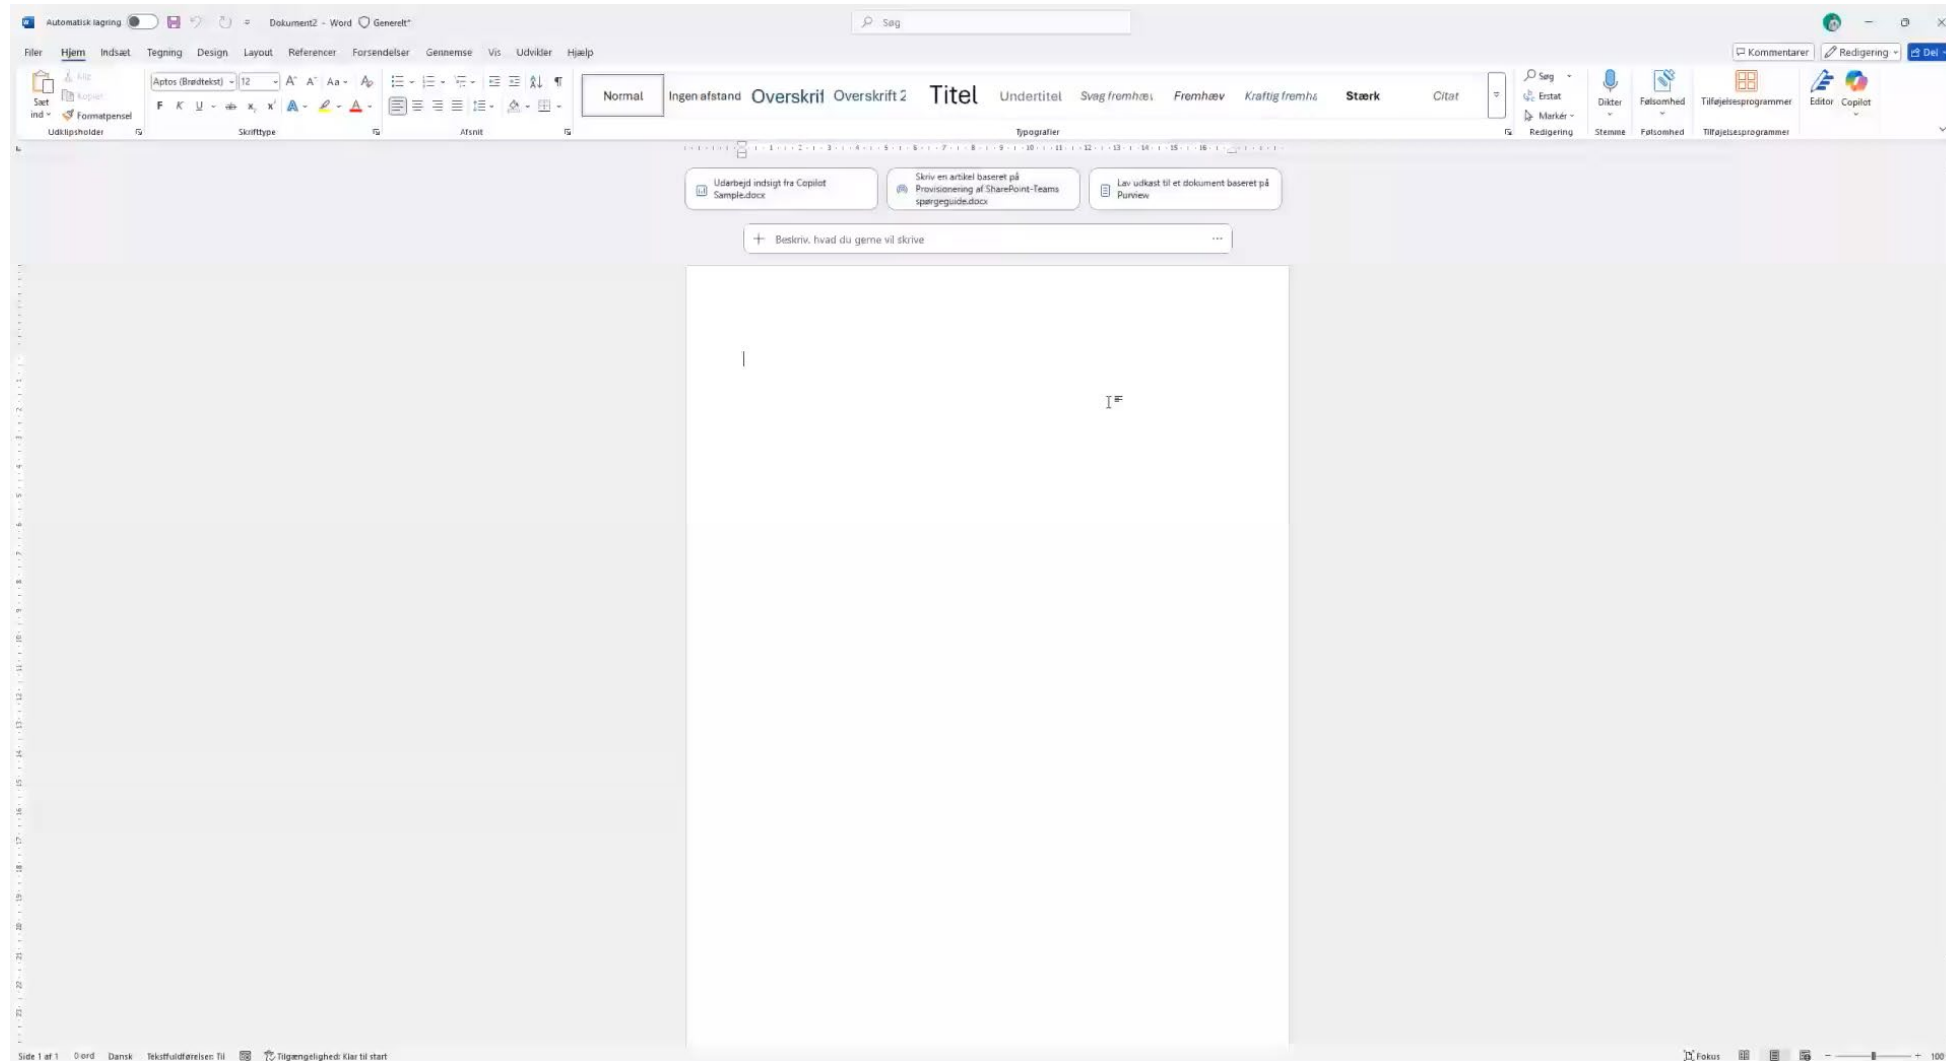 Automatisk lagring Dokument2 - Word Generelt* Søg
Filer Hjem Indsæt Tegning Design Layout Referencer Forsendelser Gennemse Vis Udvikler Hjælp Kommentarer Redigering Del
Sæt ind
Klip
Kopier
Formatpensel
Udklipsholder
Aptos (Brødtekst) 12
F K U
Skrifttype
Afsnit
Normal Ingen afstand Overskrif Overskrift 2 Titel Undertitel Svag fremhæv Fremhæv Kraftig fremhæ Stærk Citat
Typografier
Søg
Erstat
Markér
Redigering
Dikter
Stemme
Følsomhed
Følsomhed
Tilføjelsesprogrammer
Tilføjelsesprogrammer
Editor Copilot
Udarbejd indsigt fra Copilot
Sample.docx
Skriv en artikel baseret på
Provisionering af SharePoint-Teams
spørgeguide.docx
Lav udkast til et dokument baseret på
Purview
Beskriv, hvad du gerne vil skrive
Side 1 af 1 0 ord Dansk Tekstfuldførelser: Til Tilgængelighed: Klar til start Fokus 100